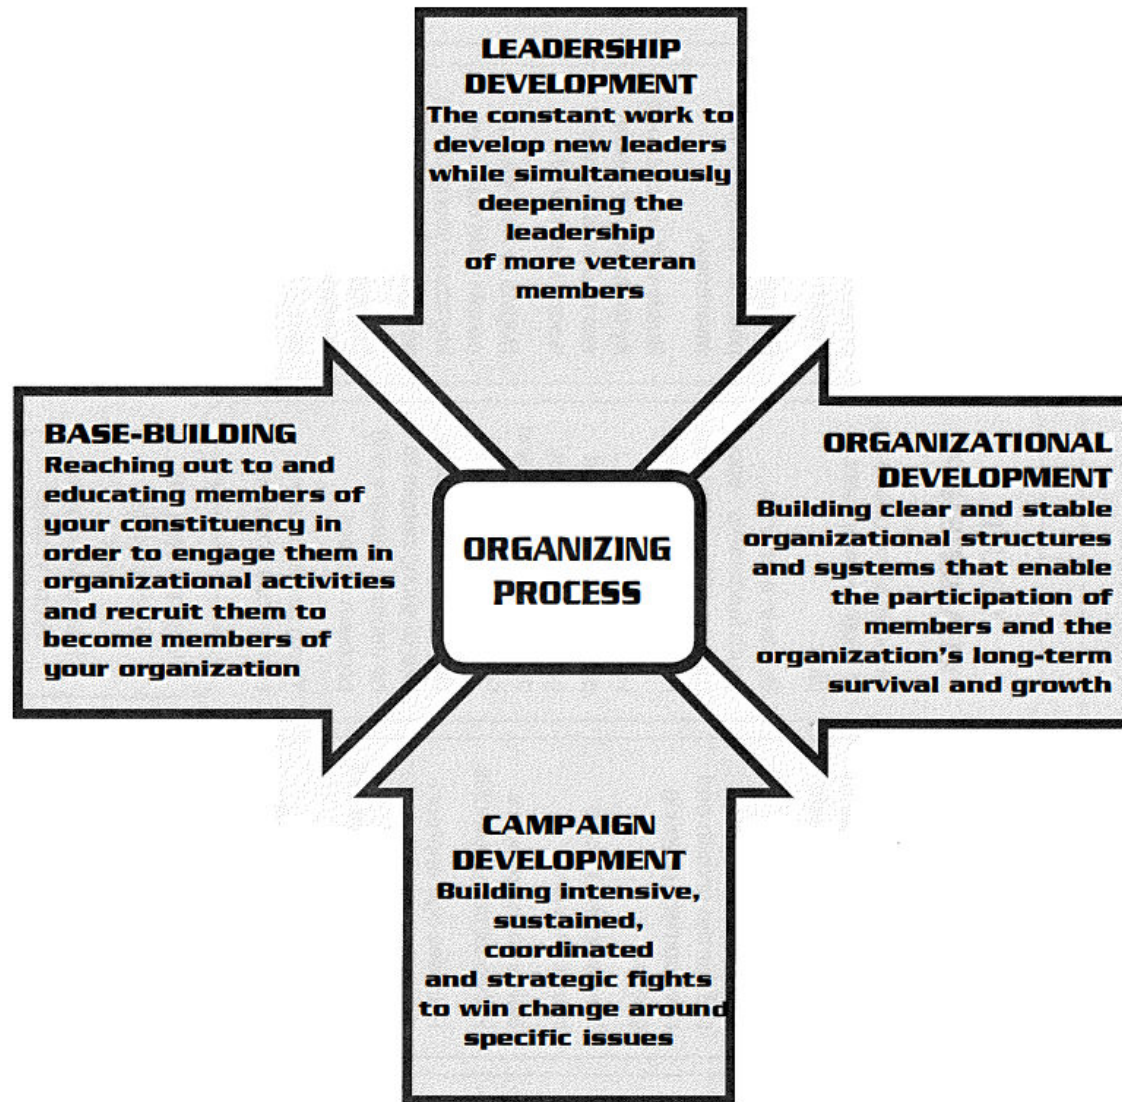 LEADERSHIP
DEVELOPMENT
The constant work to
develop new leaders
while simultaneously
deepening the
leadership
of more veteran
members
BASE-BUILDING
Reaching out to and
educating members of
your constituency in
order to engage them in
organizational activities
and recruit them to
become members of
your organization
ORGANIZING
PROCESS
ORGANIZATIONAL
DEVELOPMENT
Building clear and stable
organizational structures
and systems that enable
the participation of
members and the
organization's long-term
survival and growth
CAMPAIGN
DEVELOPMENT
Building intensive,
sustained,
coordinated
and strategic fights
to win change around
specific issues